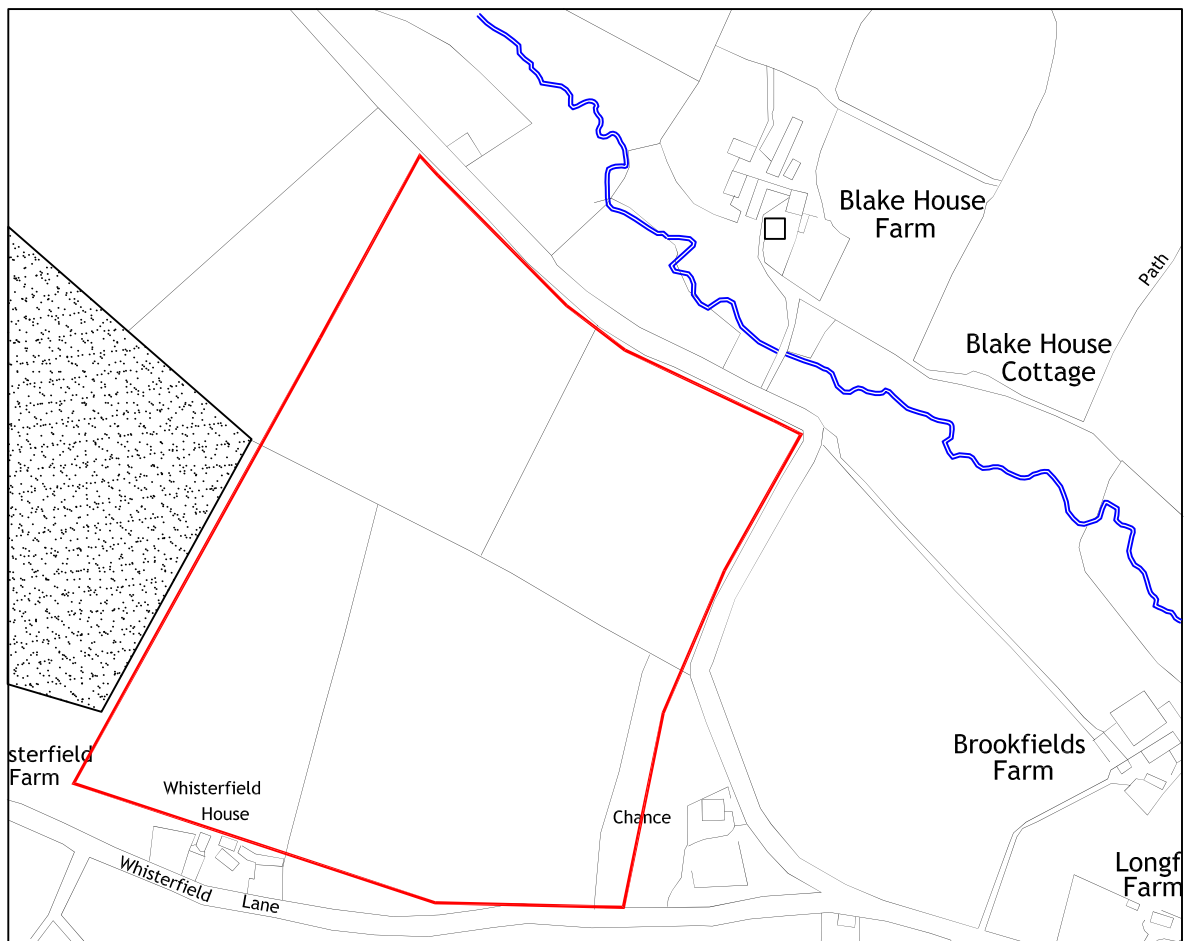 Blake House
Farm
Path
Blake House
Cottage
Brookfields
Farm
sterfield
Farm
Whisterfield
House
Chance
Whisterfield
Lane
Longf
Farm